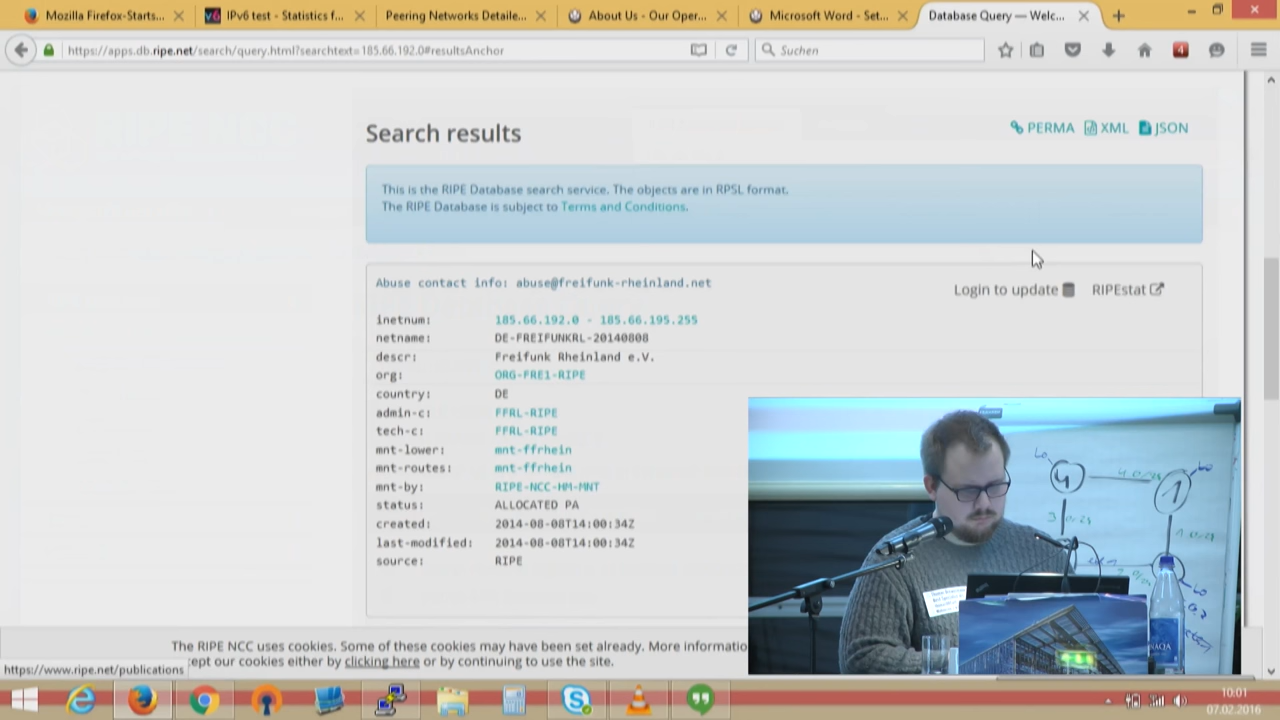 Mozilla Firefox-Starts...
IPv6 test - Statistics f...
Peering Networks Detaile...
About Us - Our Oper...
Microsoft Word - Set...
Database Query — Welc...
https://apps.db.ripe.net/search/query.html?searchtext=185.66.192.0#resultsAnchor
Suchen
4
Search results
PERMA
XML
JSON
This is the RIPE Database search service. The objects are in RPSL format.
The RIPE Database is subject to Terms and Conditions.
Abuse contact info: abuse@freifunk-rheinland.net
Login to update
RIPEstat
inetnum: 185.66.192.0 - 185.66.195.255
netname: DE-FREIFUNKRL-20140808
descr: Freifunk Rheinland e.V.
org: ORG-FRE1-RIPE
country: DE
admin-c: FFRL-RIPE
tech-c: FFRL-RIPE
mnt-lower: mnt-ffrhein
mnt-routes: mnt-ffrhein
mnt-by: RIPE-NCC-HM-MNT
status: ALLOCATED PA
created: 2014-08-08T14:00:34Z
last-modified: 2014-08-08T14:00:34Z
source: RIPE
Lo
4
4.0/24
Lo
1
Lo
The RIPE NCC uses cookies. Some of these cookies may have been set already. More informatio
ept our cookies either by clicking here or by continuing to use the site.
https://www.ripe.net/publications
10:01
07.02.2016